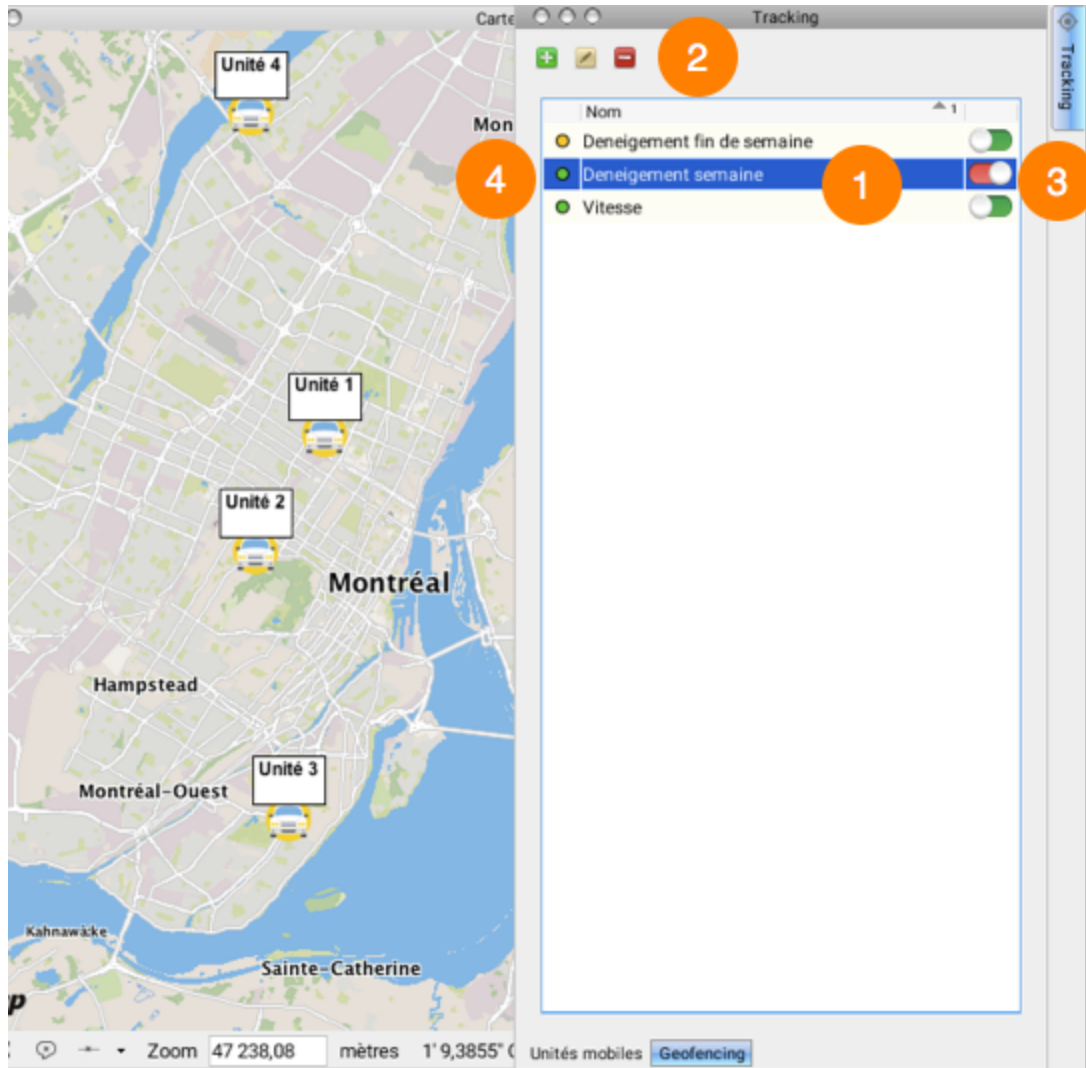 Carte
Unité 4
Mon
Unité 1
Unité 2
Montréal
Hampstead
Unité 3
Montréal-Ouest
Kahnawàke
Sainte-Catherine
p
Zoom 47 238,08 mètres 1' 9,3855"
Tracking
2
Nom 1
Deneigement fin de semaine
4
Deneigement semaine
1
3
Vitesse
Unités mobiles Geofencing
Tracking